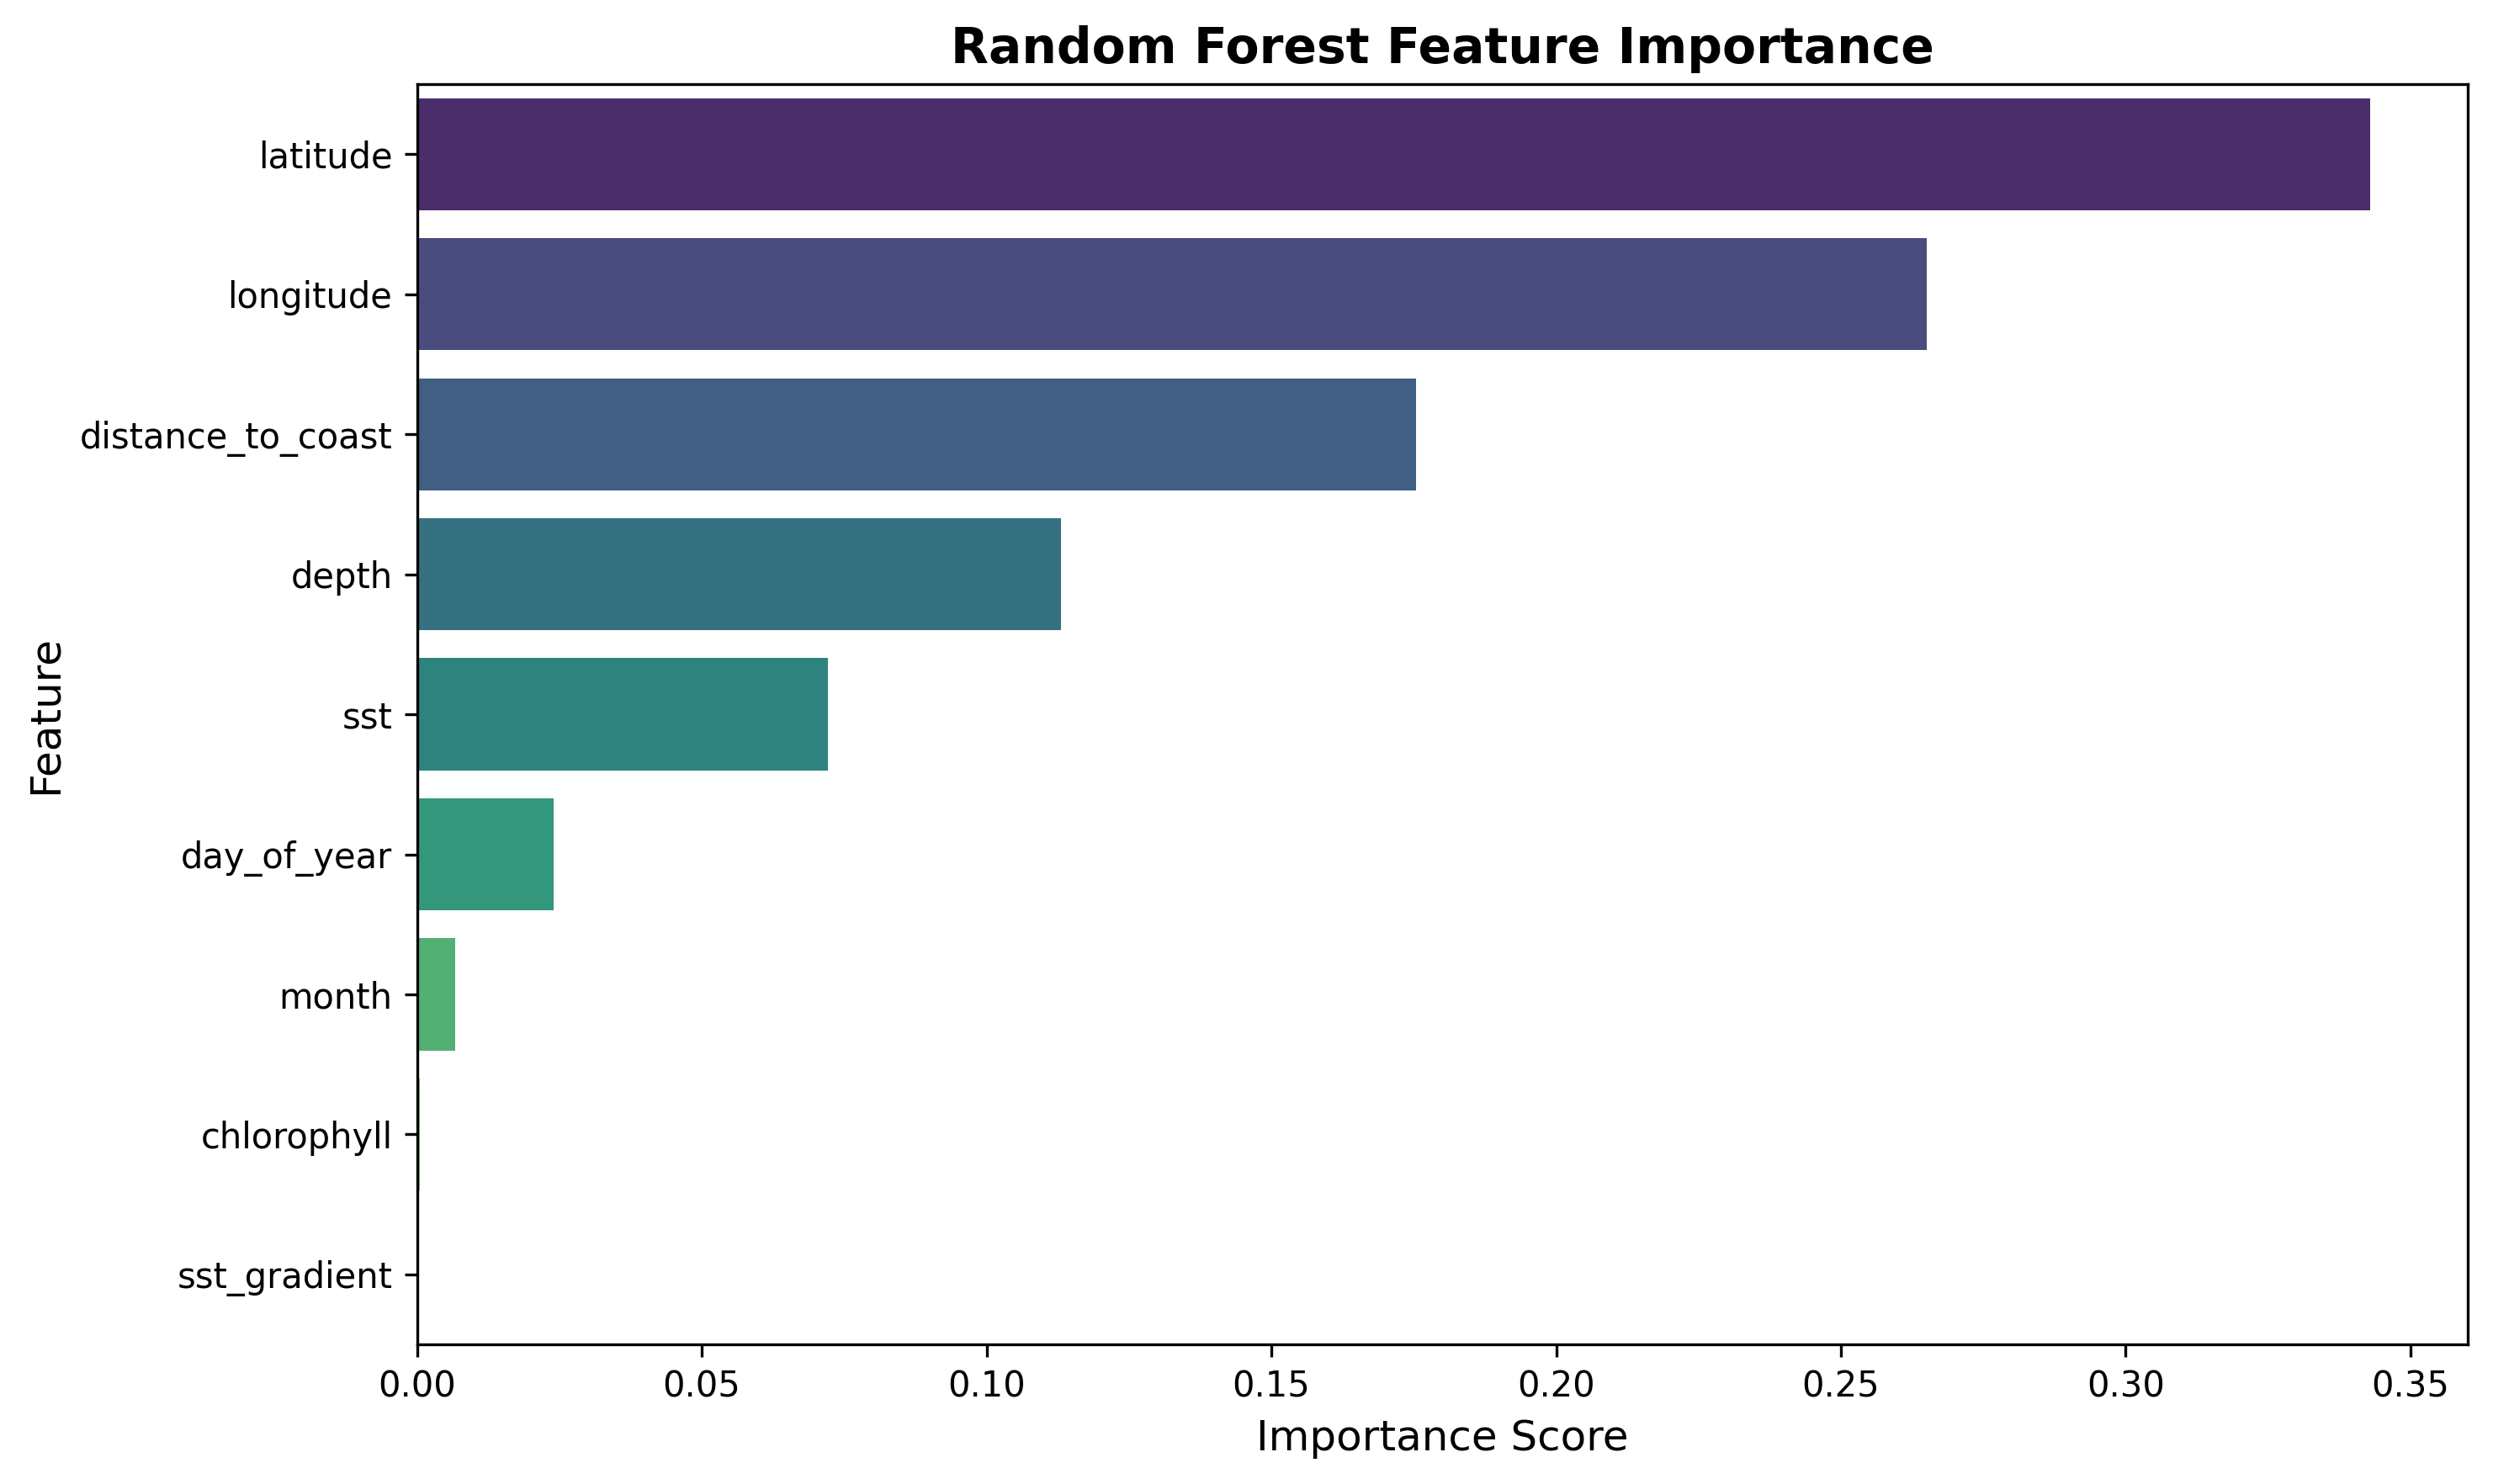 Random Forest Feature Importance
latitude
longitude
distance_to_coast
depth
sst
day_of_year
month
chlorophyll
sst_gradient
Feature
0.00 0.05 0.10 0.15 0.20 0.25 0.30 0.35
Importance Score